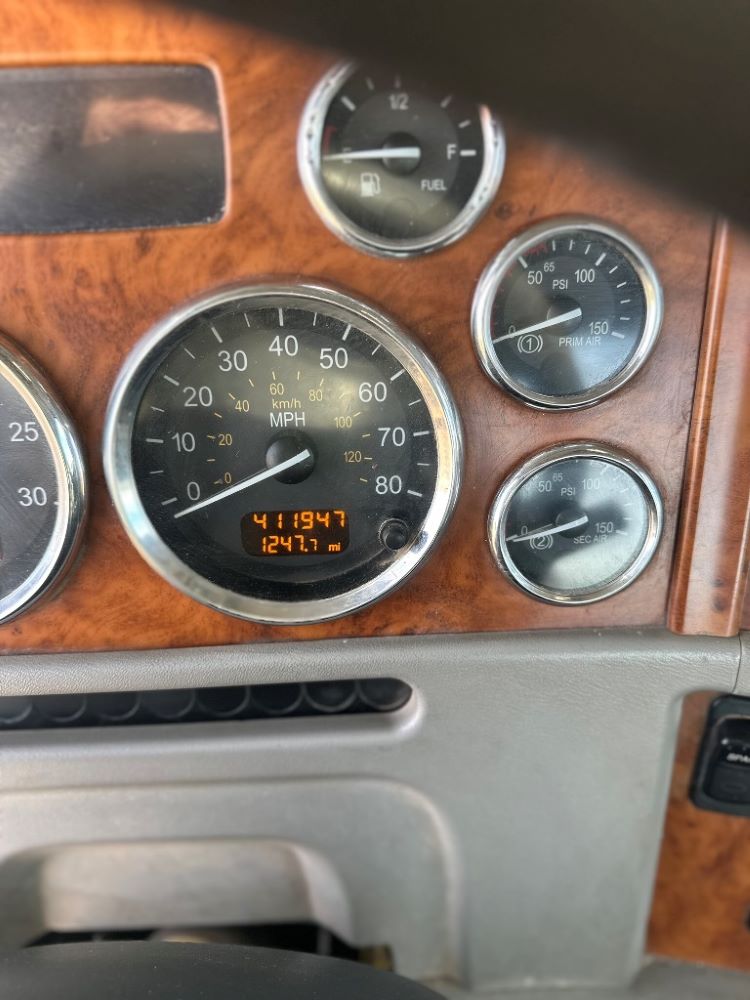 1/2
E F
FUEL
50 65 100
PSI
0 150
1 PRIM AIR
30 40 50
20 60
10 70
0 80
60 80
40 km/h 100
20 120
0
MPH
411947
1247.7 mi
25
30
50 65 100
PSI
0 150
2 SEC AIR